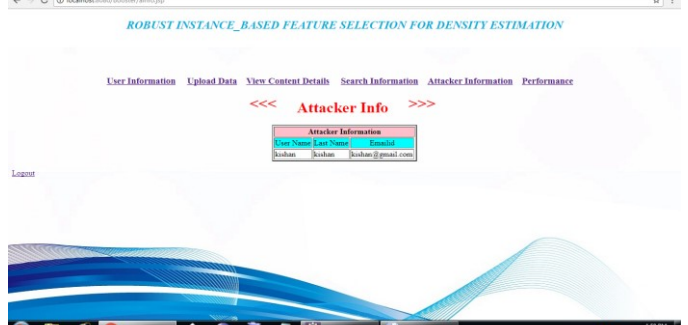 ROBUST INSTANCE_BASED FEATURE SELECTION FOR DENSITY ESTIMATION
User Information Upload Data View Content Details Search Information Attacker Information Performance
<<< Attacker Info >>>
Attacker Information
User Name Last Name Emailid
kishan kishan kishan@gmail.com
Logout